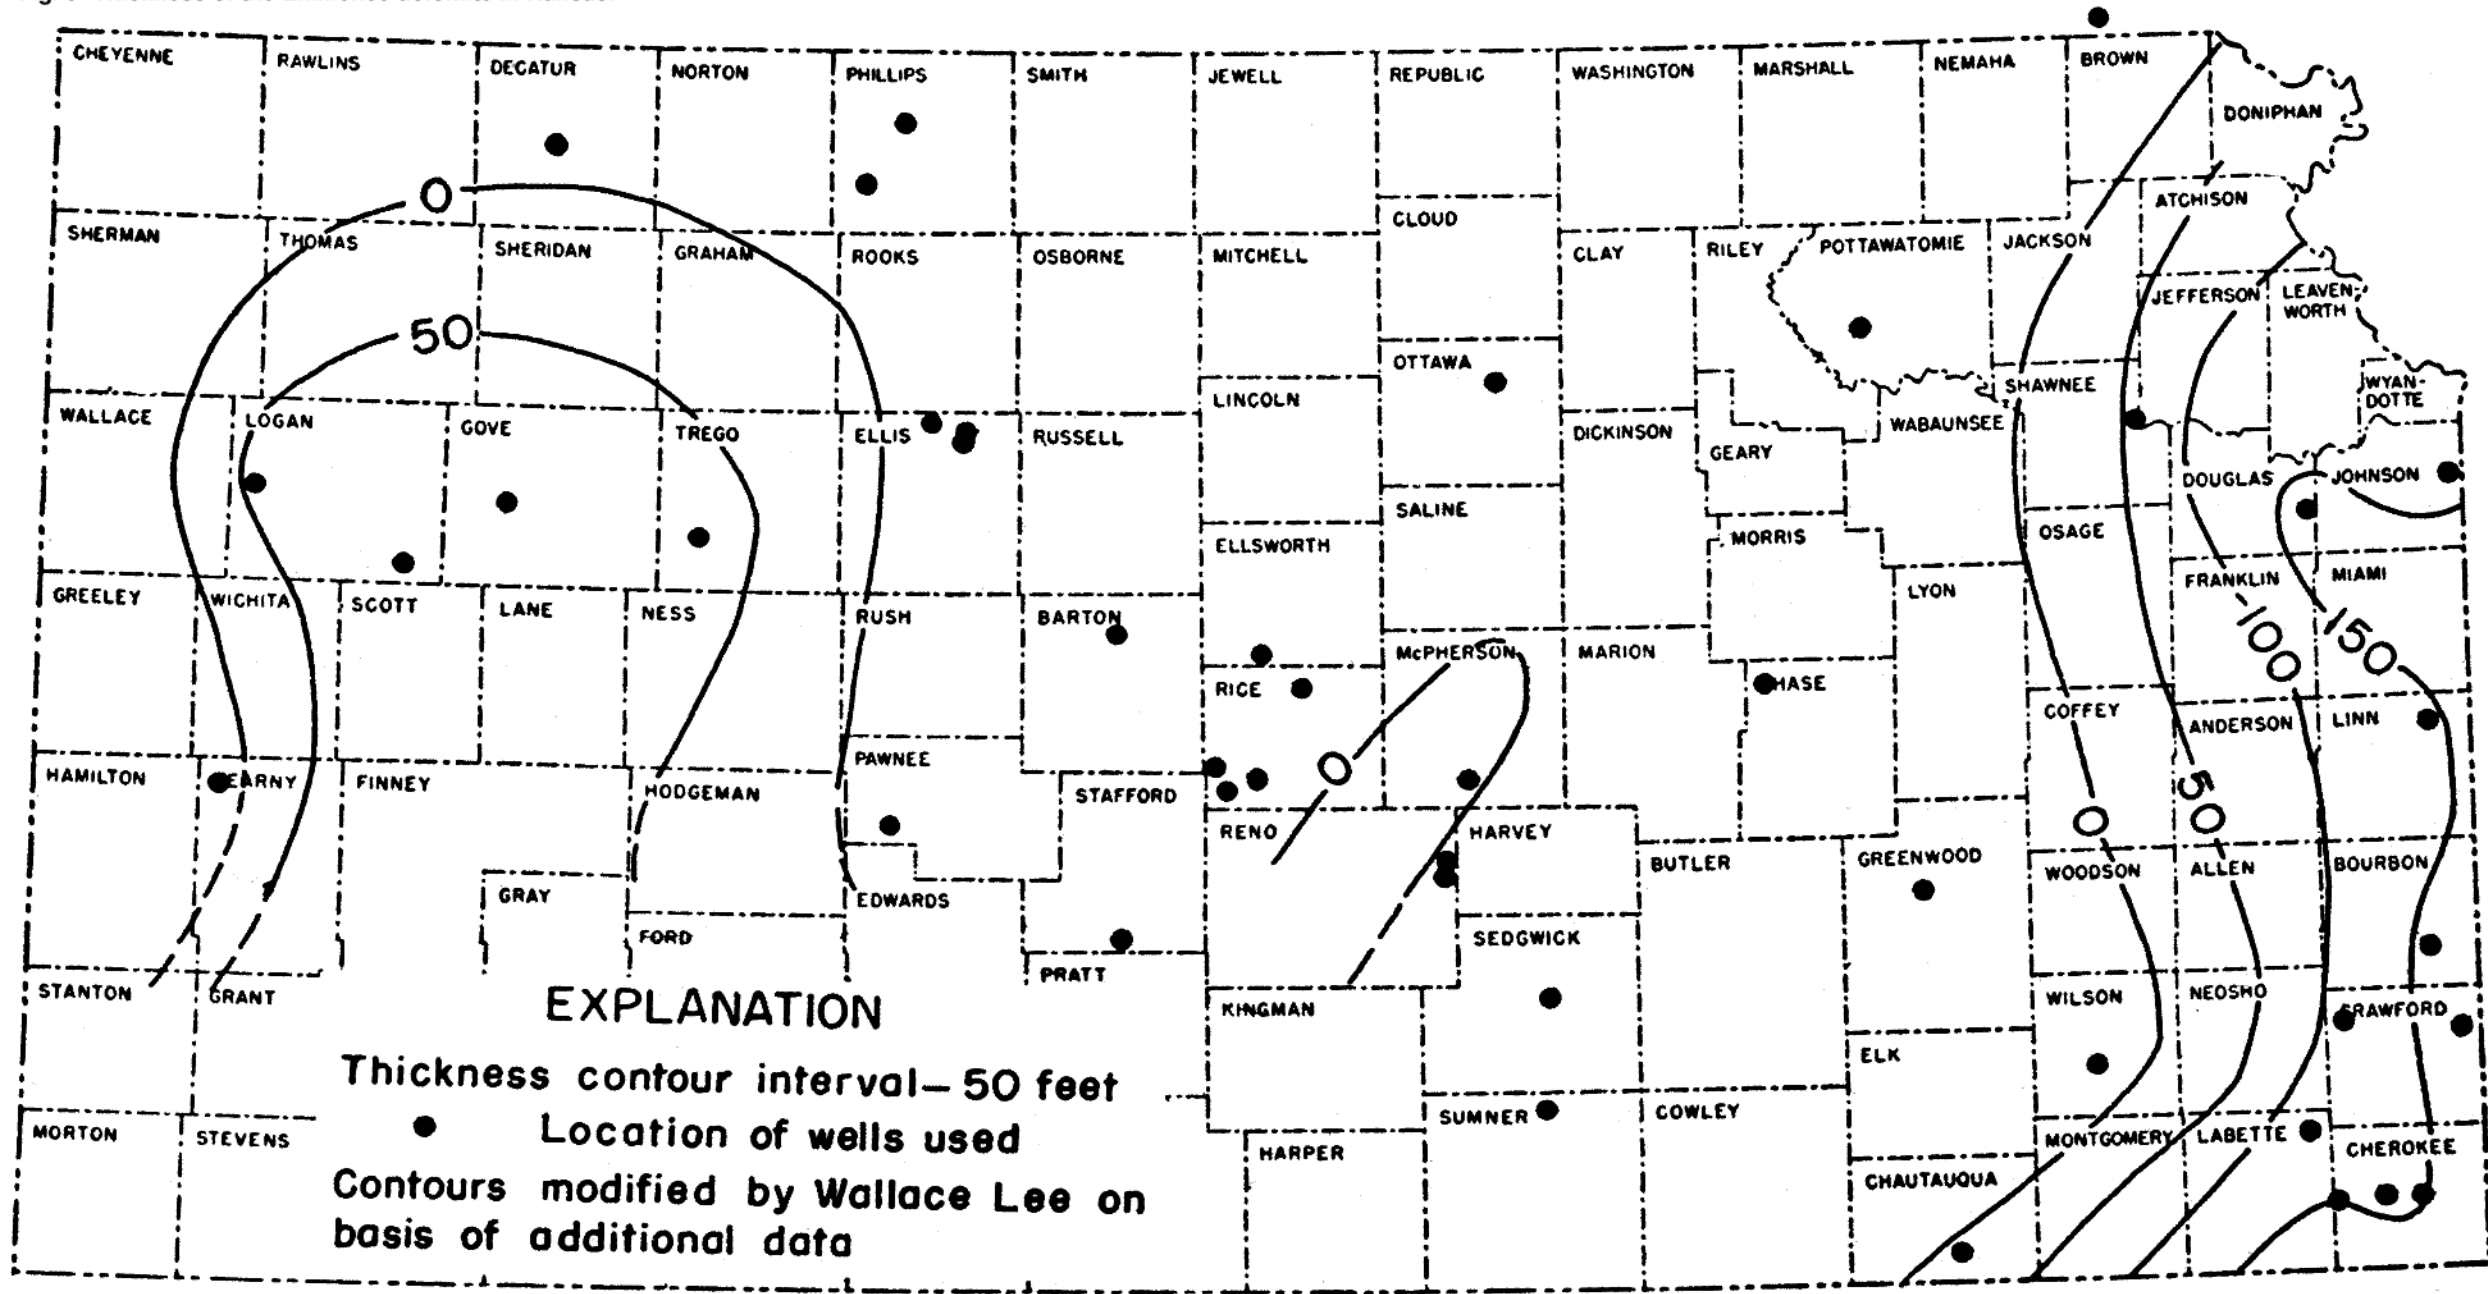 CHEYENNE RAWLINS DECATUR NORTON PHILLIPS SMITH JEWELL REPUBLIC WASHINGTON MARSHALL NEMAHA BROWN
DONIPHAN
0
ATCHISON
SHERMAN THOMAS SHERIDAN GRAHAM ROOKS OSBORNE MITCHELL CLOUD CLAY RILEY POTTAWATOMIE JACKSON
JEFFERSON LEAVEN-
WORTH
50
OTTAWA
SHAWNEE
WYAN-
DOTTE
LINCOLN
WALLACE LOGAN GOVE TREGO ELLIS RUSSELL DICKINSON GEARY WABAUNSEE
DOUGLAS JOHNSON
SALINE
ELLSWORTH MORRIS OSAGE
FRANKLIN MIAMI
GREELEY WICHITA SCOTT LANE NESS RUSH BARTON LYON
100 150
McPHERSON MARION
RICE CHASE
COFFEY ANDERSON LINN
0
HAMILTON KEARNY FINNEY HODGEMAN PAWNEE STAFFORD
50
0
RENO HARVEY
BUTLER GREENWOOD WOODSON ALLEN BOURBON
GRAY EDWARDS
FORD SEDGWICK
PRATT
STANTON GRANT KINGMAN WILSON NEOSHO CRAWFORD
EXPLANATION
ELK
Thickness contour interval– 50 feet
SUMNER COWLEY
Location of wells used
MORTON STEVENS HARPER MONTGOMERY LABETTE CHEROKEE
CHAUTAUQUA
Contours modified by Wallace Lee on
basis of additional data